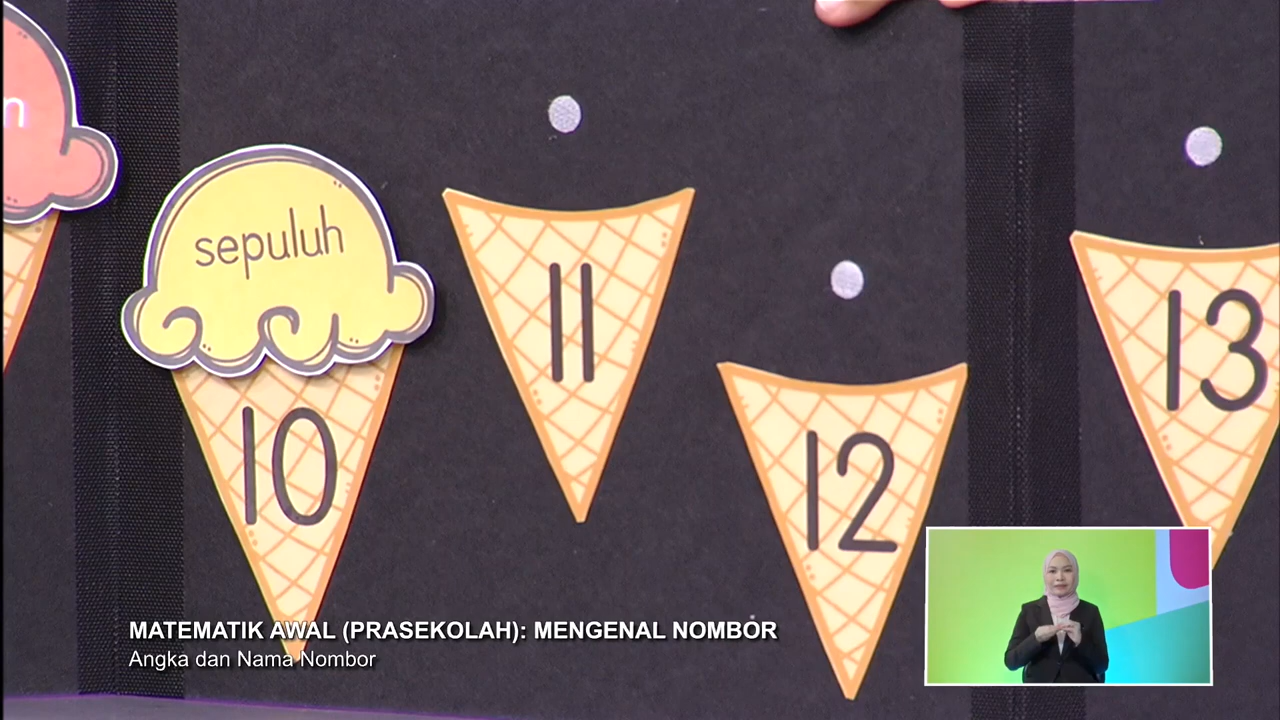 n
sepuluh
10
11
12
13
MATEMATIK AWAL (PRASEKOLAH): MENGENAL NOMBOR
Angka dan Nama Nombor